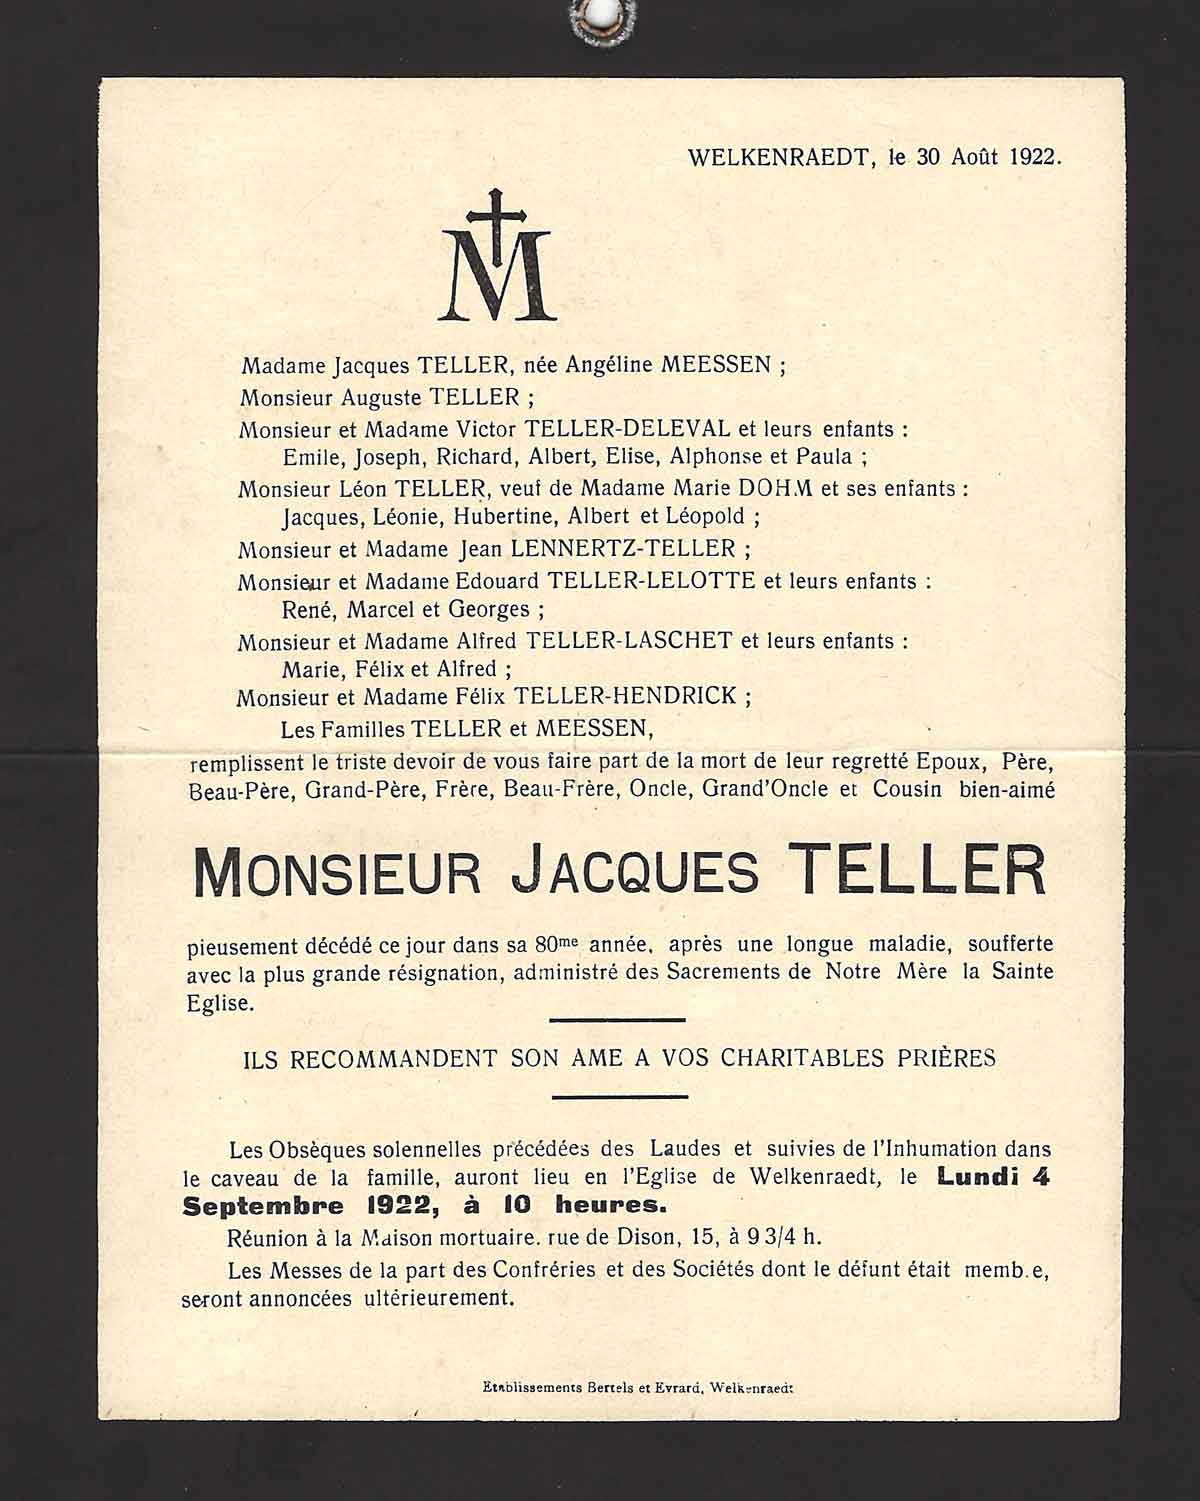 WELKENRAEDT, le 30 Août 1922.
M
Madame Jacques TELLER, née Angéline MEESSEN ;
Monsieur Auguste TELLER ;
Monsieur et Madame Victor TELLER-DELEVAL et leurs enfants :
Emile, Joseph, Richard, Albert, Elise, Alphonse et Paula ;
Monsieur Léon TELLER, veuf de Madame Marie DOHM et ses enfants :
Jacques, Léonie, Hubertine, Albert et Léopold ;
Monsieur et Madame Jean LENNERTZ-TELLER ;
Monsieur et Madame Edouard TELLER-LELOTTE et leurs enfants :
René, Marcel et Georges ;
Monsieur et Madame Alfred TELLER-LASCHET et leurs enfants :
Marie, Félix et Alfred ;
Monsieur et Madame Félix TELLER-HENDRICK ;
Les Familles TELLER et MEESSEN,
remplissent le triste devoir de vous faire part de la mort de leur regretté Epoux, Père,
Beau-Père, Grand-Père, Frère, Beau-Frère, Oncle, Grand'Oncle et Cousin bien-aimé
MONSIEUR JACQUES TELLER
pieusement décédé ce jour dans sa 80me année, après une longue maladie, soufferte
avec la plus grande résignation, administré des Sacrements de Notre Mère la Sainte
Eglise.
ILS RECOMMANDENT SON AME A VOS CHARITABLES PRIÈRES
Les Obsèques solennelles précédées des Laudes et suivies de l'Inhumation dans
le caveau de la famille, auront lieu en l'Eglise de Welkenraedt, le Lundi 4
Septembre 1922, à 10 heures.
Réunion à la Maison mortuaire. rue de Dison, 15, à 9 3/4 h.
Les Messes de la part des Confréries et des Sociétés dont le défunt était memb.e,
seront annoncées ultérieurement.
Etablissements Bertels et Evrard, Welkenraedt